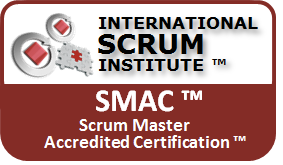 INTERNATIONAL
SCRUM
INSTITUTE ™
SMAC ™
Scrum Master
Accredited Certification ™